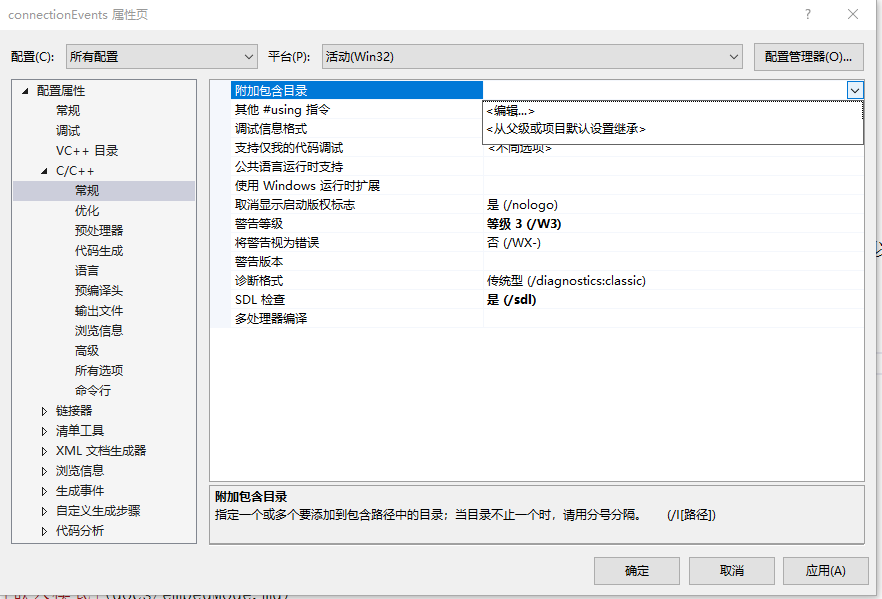 connectionEvents 属性页
配置(C): 所有配置 平台(P): 活动(Win32) 配置管理器(O)...
配置属性
常规
调试
VC++ 目录
C/C++
常规
优化
预处理器
代码生成
语言
预编译头
输出文件
浏览信息
高级
所有选项
命令行
链接器
清单工具
XML 文档生成器
浏览信息
生成事件
自定义生成步骤
代码分析
附加包含目录
<编辑...>
<从父级或项目默认设置继承>
其他 #using 指令
调试信息格式
支持仅我的代码调试 <不同选项>
公共语言运行时支持
使用 Windows 运行时扩展
取消显示启动版权标志 是 (/nologo)
警告等级 等级 3 (/W3)
将警告视为错误 否 (/WX-)
警告版本
诊断格式 传统型 (/diagnostics:classic)
SDL 检查 是 (/sdl)
多处理器编译
附加包含目录
指定一个或多个要添加到包含路径中的目录；当目录不止一个时，请用分号分隔。 (/I[路径])
确定 取消 应用(A)